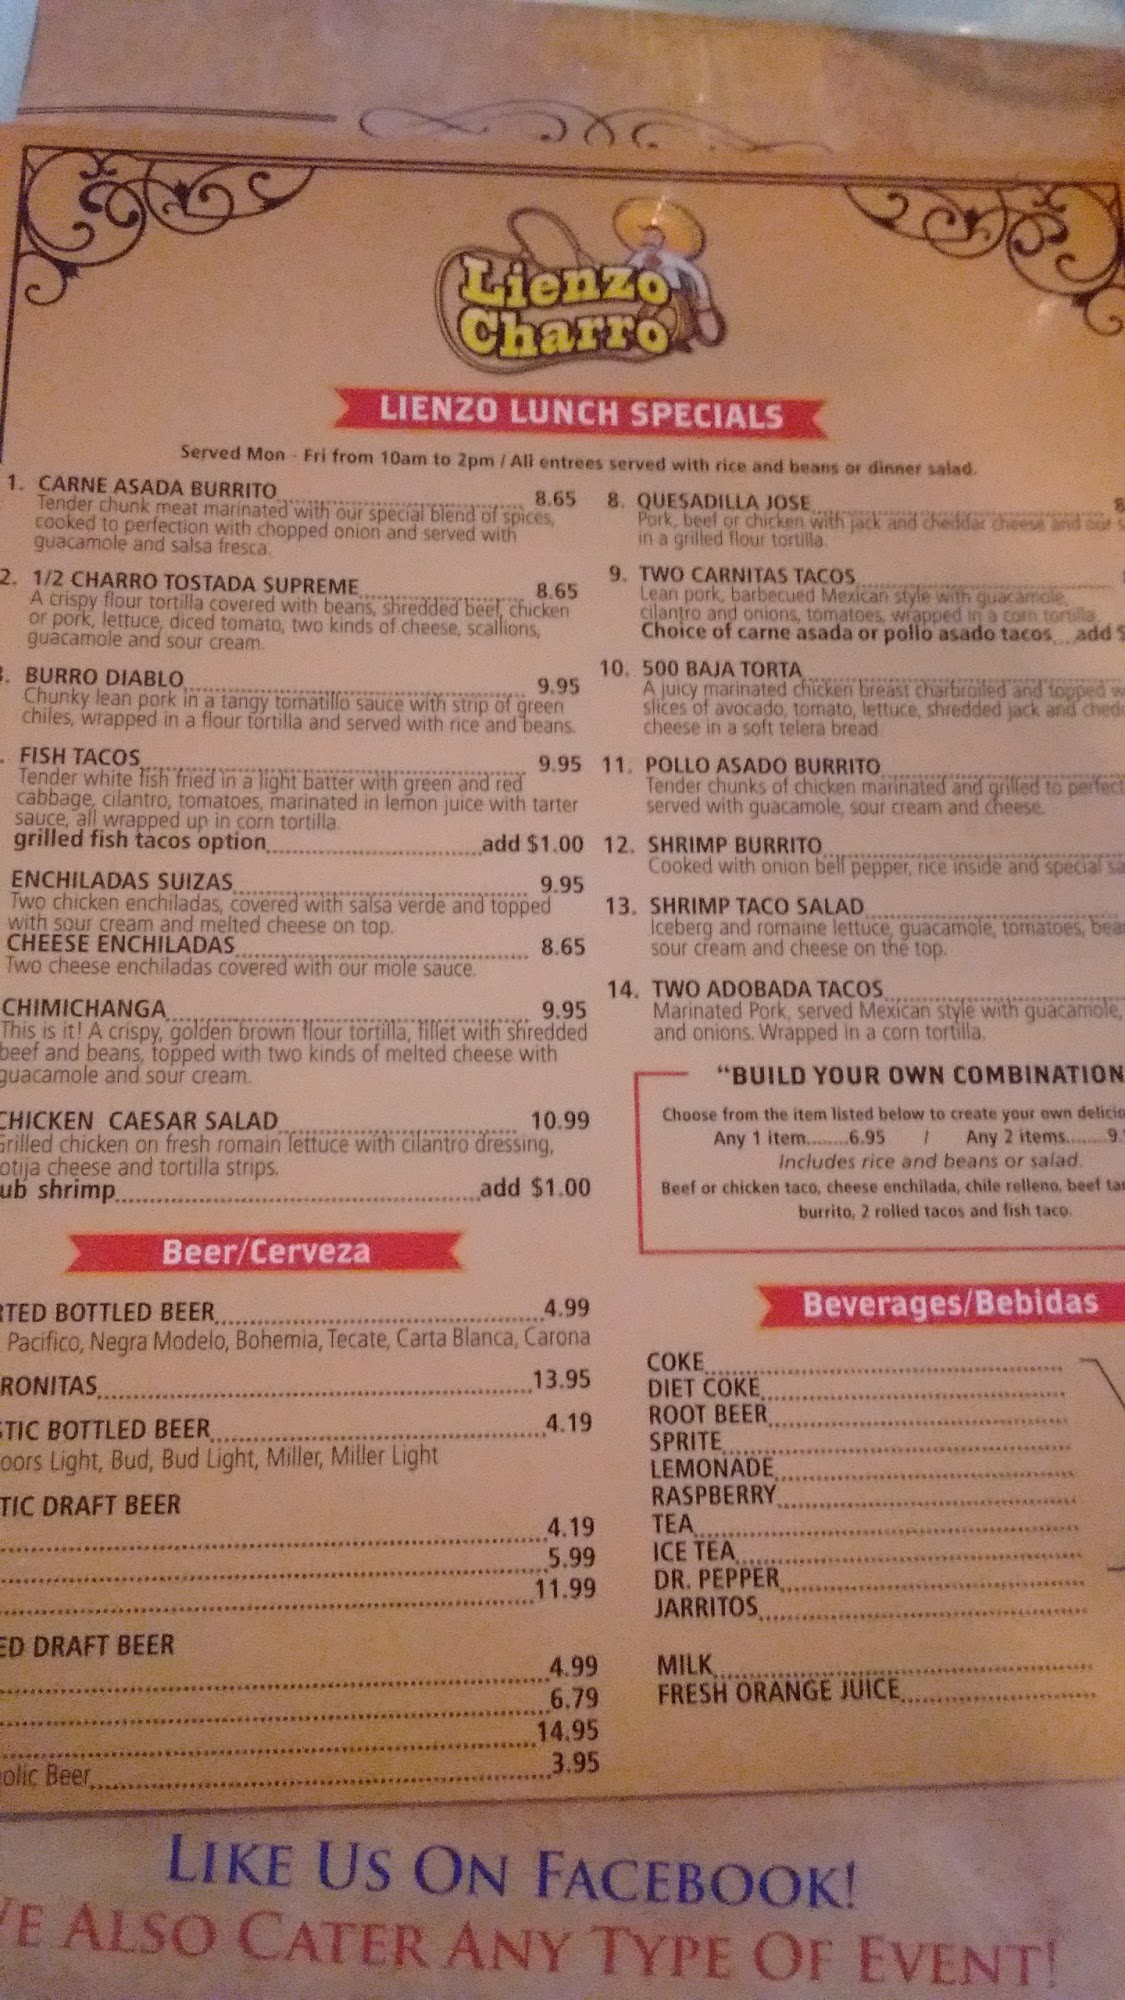 Lienzo
Charro
LIENZO LUNCH SPECIALS
Served Mon - Fri from 10am to 2pm / All entrees served with rice and beans or dinner salad.
1. CARNE ASADA BURRITO 8.65
Tender chunk meat marinated with our special blend of spices,
cooked to perfection with chopped onion and served with
guacamole and salsa fresca.
2. 1/2 CHARRO TOSTADA SUPREME 8.65
A crispy flour tortilla covered with beans, shredded beef, chicken
or pork, lettuce, diced tomato, two kinds of cheese, scallions,
guacamole and sour cream.
BURRO DIABLO 9.95
Chunky lean pork in a tangy tomatillo sauce with strip of green
chiles, wrapped in a flour tortilla and served with rice and beans.
FISH TACOS 9.95
Tender white fish fried in a light batter with green and red
cabbage, cilantro, tomatoes, marinated in lemon juice with tarter
sauce, all wrapped up in corn tortilla.
grilled fish tacos option add $1.00
ENCHILADAS SUIZAS 9.95
Two chicken enchiladas, covered with salsa verde and topped
with sour cream and melted cheese on top.
CHEESE ENCHILADAS 8.65
Two cheese enchiladas covered with our mole sauce.
CHIMICHANGA 9.95
This is it! A crispy, golden brown flour tortilla, fillet with shredded
beef and beans, topped with two kinds of melted cheese with
guacamole and sour cream.
CHICKEN CAESAR SALAD 10.99
Grilled chicken on fresh romain lettuce with cilantro dressing,
otija cheese and tortilla strips.
ub shrimp add $1.00
8. QUESADILLA JOSE
Pork, beef or chicken with jack and cheddar cheese and our
in a grilled flour tortilla.
9. TWO CARNITAS TACOS
Lean pork, barbecued Mexican style with guacamole,
cilantro and onions, tomatoes, wrapped in a corn tortilla.
Choice of carne asada or pollo asado tacos add $
10. 500 BAJA TORTA
A juicy marinated chicken breast charbroiled and topped
slices of avocado, tomato, lettuce, shredded jack and ched
cheese in a soft telera bread
11. POLLO ASADO BURRITO
Tender chunks of chicken marinated and grilled to perfect
served with guacamole, sour cream and cheese.
12. SHRIMP BURRITO
Cooked with onion bell pepper, rice inside and special sa
13. SHRIMP TACO SALAD
Iceberg and romaine lettuce, guacamole, tomatoes, bea
sour cream and cheese on the top.
14. TWO ADOBADA TACOS
Marinated Pork, served Mexican style with guacamole,
and onions. Wrapped in a corn tortilla.
"BUILD YOUR OWN COMBINATION
Choose from the item listed below to create your own delicio
Any 1 item........6.95 / Any 2 items........9.
Includes rice and beans or salad.
Beef or chicken taco, cheese enchilada, chile relleno, beef ta
burrito, 2 rolled tacos and fish taco.
Beer/Cerveza
RTED BOTTLED BEER 4.99
Pacifico, Negra Modelo, Bohemia, Tecate, Carta Blanca, Carona
RONITAS 13.95
STIC BOTTLED BEER 4.19
oors Light, Bud, Bud Light, Miller, Miller Light
TIC DRAFT BEER
4.19
5.99
11.99
ED DRAFT BEER
4.99
6.79
14.95
olic Beer 3.95
Beverages/Bebidas
COKE
DIET COKE
ROOT BEER
SPRITE
LEMONADE
RASPBERRY
TEA
ICE TEA
DR. PEPPER
JARRITOS
MILK
FRESH ORANGE JUICE
LIKE US ON FACEBOOK!
WE ALSO CATER ANY TYPE OF EVENT!